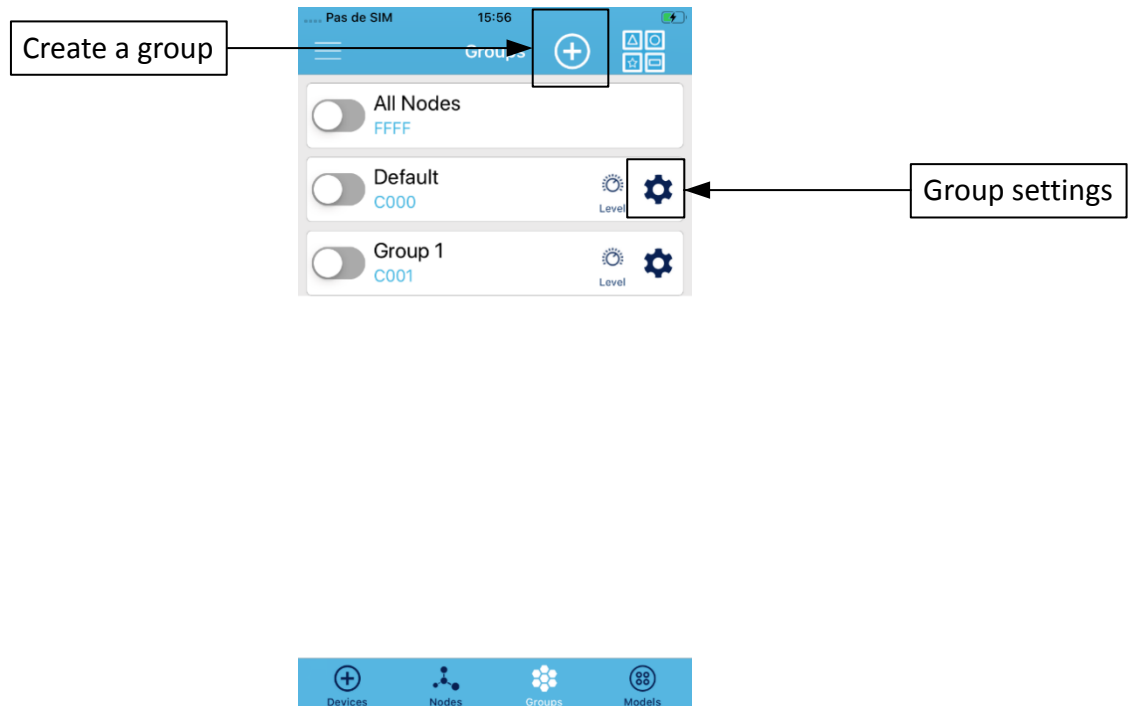 Pas de SIM 15:56
Create a group
Groups
All Nodes
FFFF
Default
C000
Level
Group settings
Group 1
C001
Level
Devices Nodes Groups Models